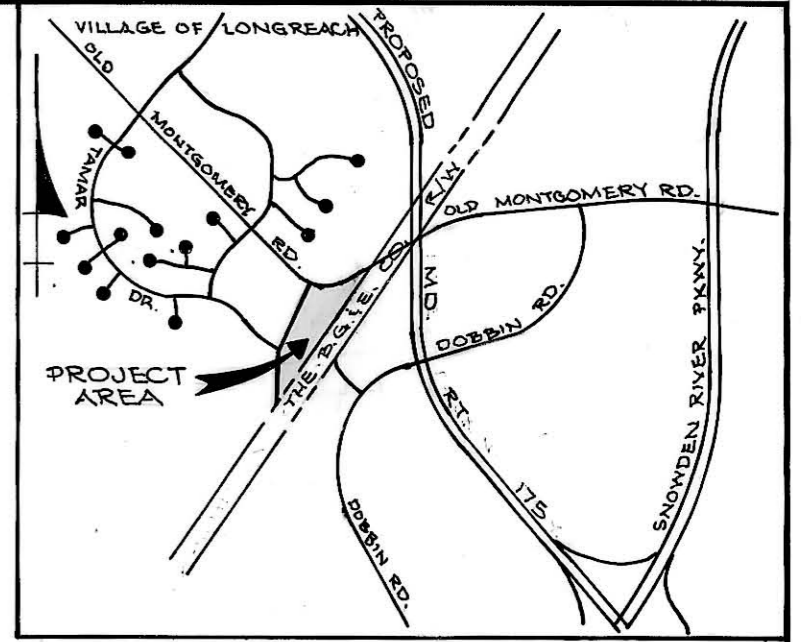 VILLAGE OF LONGREACH
OLD MONTGOMERY RD.
TAMAR DR.
PROPOSED MD. RT. 175
THE B.G.&E. CO. R/W
OLD MONTGOMERY RD.
DOBBIN RD.
SNOWDEN RIVER PKWY.
PROJECT
AREA
DOBBIN RD.